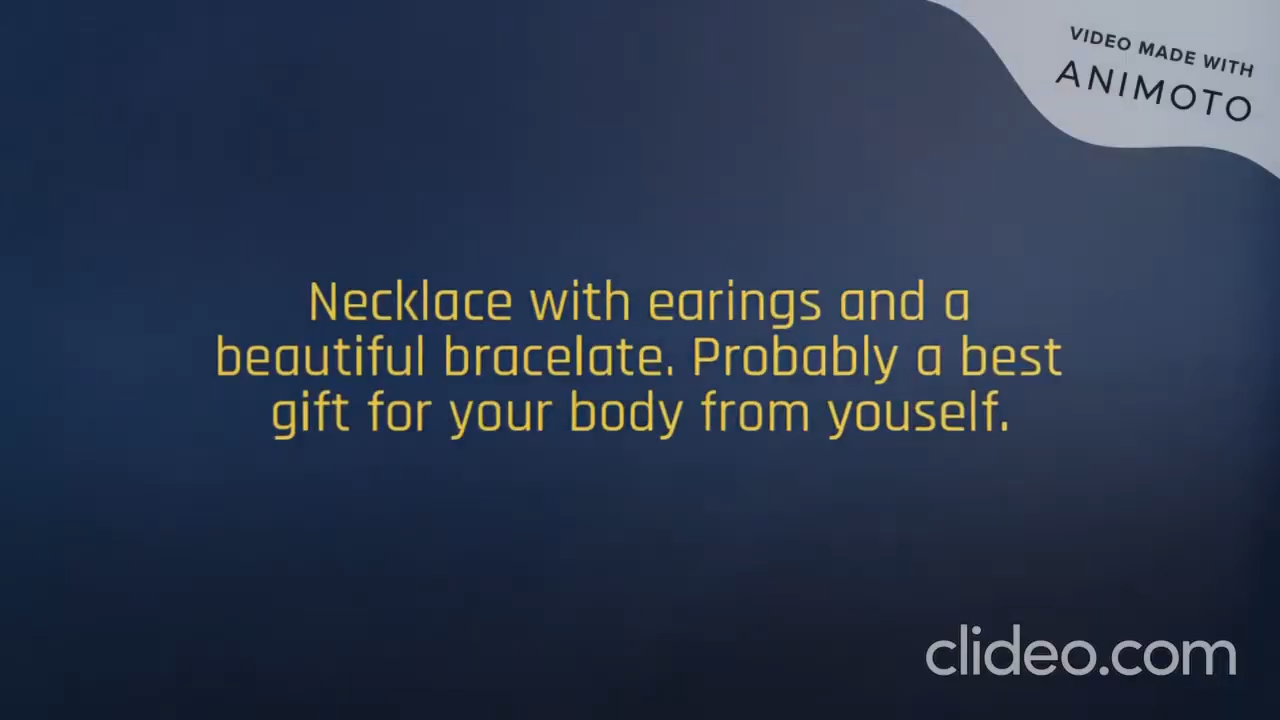 VIDEO MADE WITH
ANIMOTO
Necklace with earings and a
beautiful bracelate. Probably a best
gift for your body from youself.
clideo.com